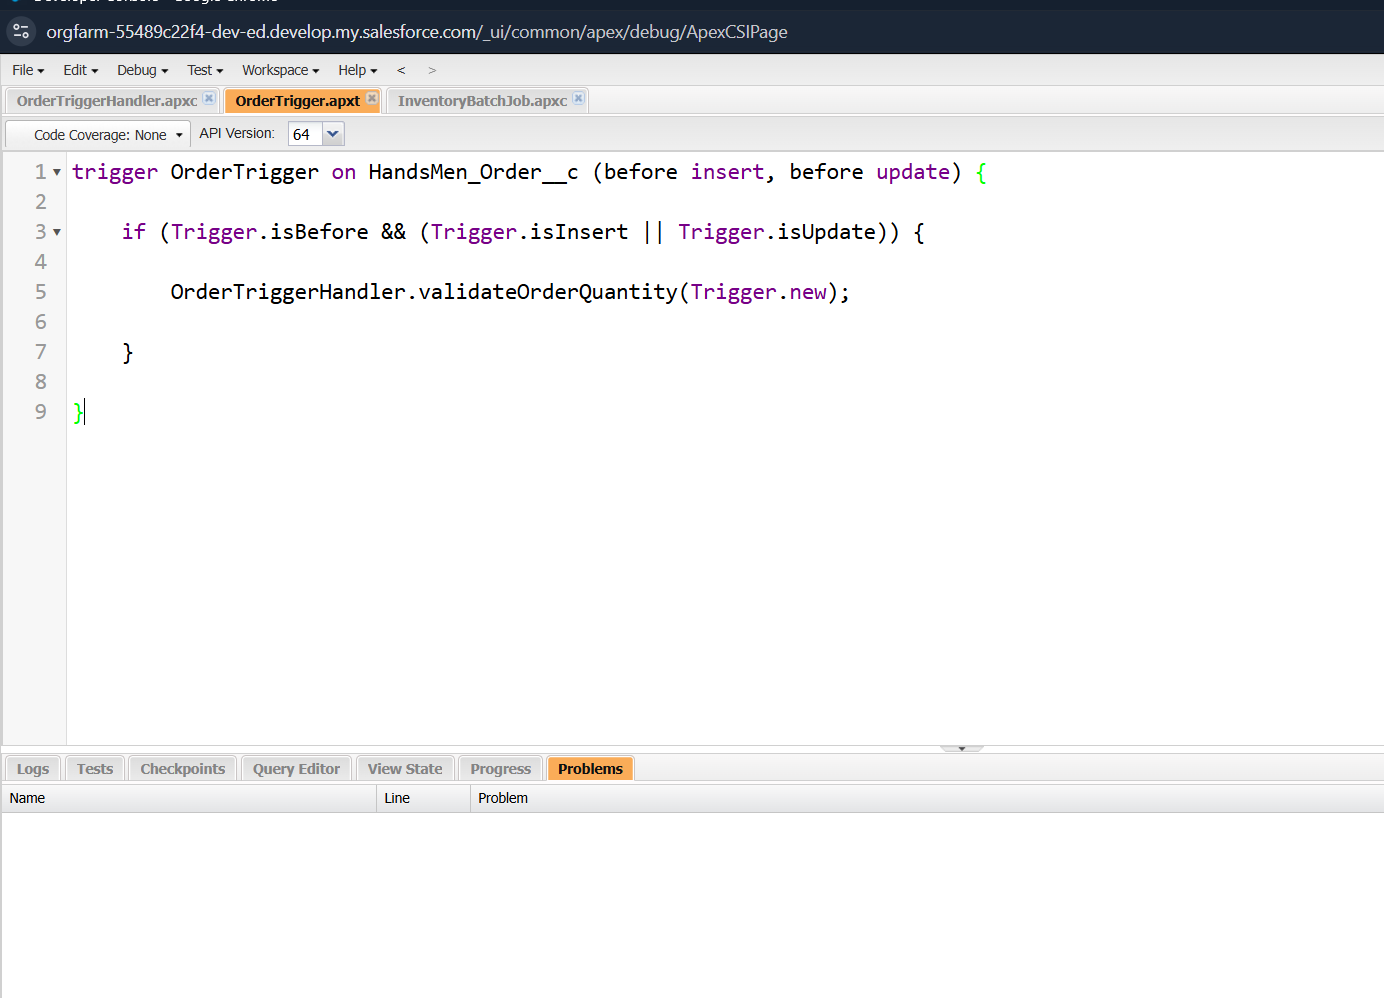 orgfarm-55489c22f4-dev-ed.develop.my.salesforce.com/_ui/common/apex/debug/ApexCSIPage
File Edit Debug Test Workspace Help < >
OrderTriggerHandler.apxc OrderTrigger.apxt InventoryBatchJob.apxc
Code Coverage: None API Version: 64
1 trigger OrderTrigger on HandsMen_Order__c (before insert, before update) {
2
3 if (Trigger.isBefore && (Trigger.isInsert || Trigger.isUpdate)) {
4
5 OrderTriggerHandler.validateOrderQuantity(Trigger.new);
6
7 }
8
9 }
Logs Tests Checkpoints Query Editor View State Progress Problems
Name Line Problem